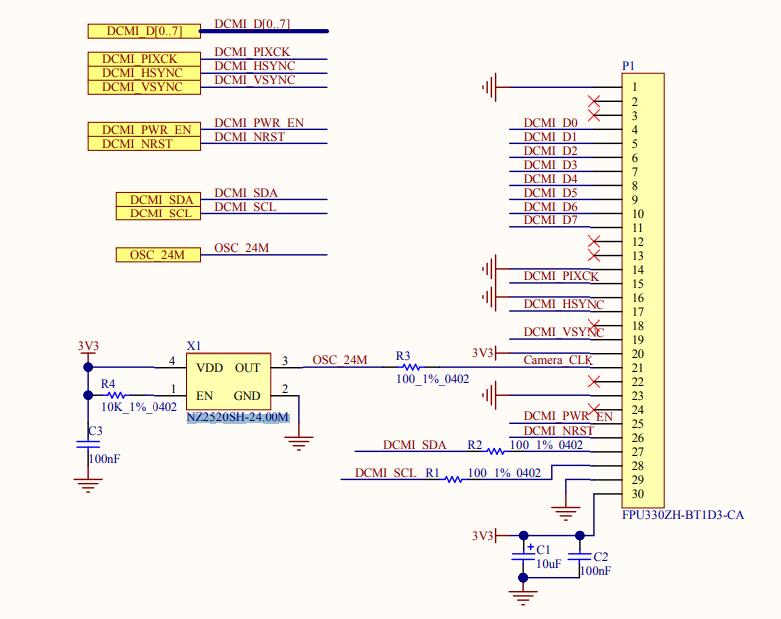 DCMI_D[0..7] DCMI_D[0..7]
DCMI_PIXCK DCMI_PIXCK
DCMI_HSYNC DCMI_HSYNC
DCMI_VSYNC DCMI_VSYNC
DCMI_PWR_EN DCMI_PWR_EN
DCMI_NRST DCMI_NRST
DCMI_SDA DCMI_SDA
DCMI_SCL DCMI_SCL
OSC_24M OSC_24M
P1
1
2
3
DCMI_D0 4
DCMI_D1 5
DCMI_D2 6
DCMI_D3 7
DCMI_D4 8
DCMI_D5 9
DCMI_D6 10
DCMI_D7 11
12
13
14
DCMI_PIXCK 15
16
DCMI_HSYNC 17
18
DCMI_VSYNC 19
3V3 20
Camera_CLK 21
22
23
24
DCMI_PWR_EN 25
DCMI_NRST 26
DCMI_SDA R2 100_1%_0402 27
DCMI_SCL R1 100_1%_0402 28
29
30
FPU330ZH-BT1D3-CA
3V3
X1
4 VDD OUT 3
1 EN GND 2
NZ2520SH-24.00M
OSC_24M
R3
100_1%_0402
R4
10K_1%_0402
C3
100nF
3V3
+ C1
10uF
C2
100nF